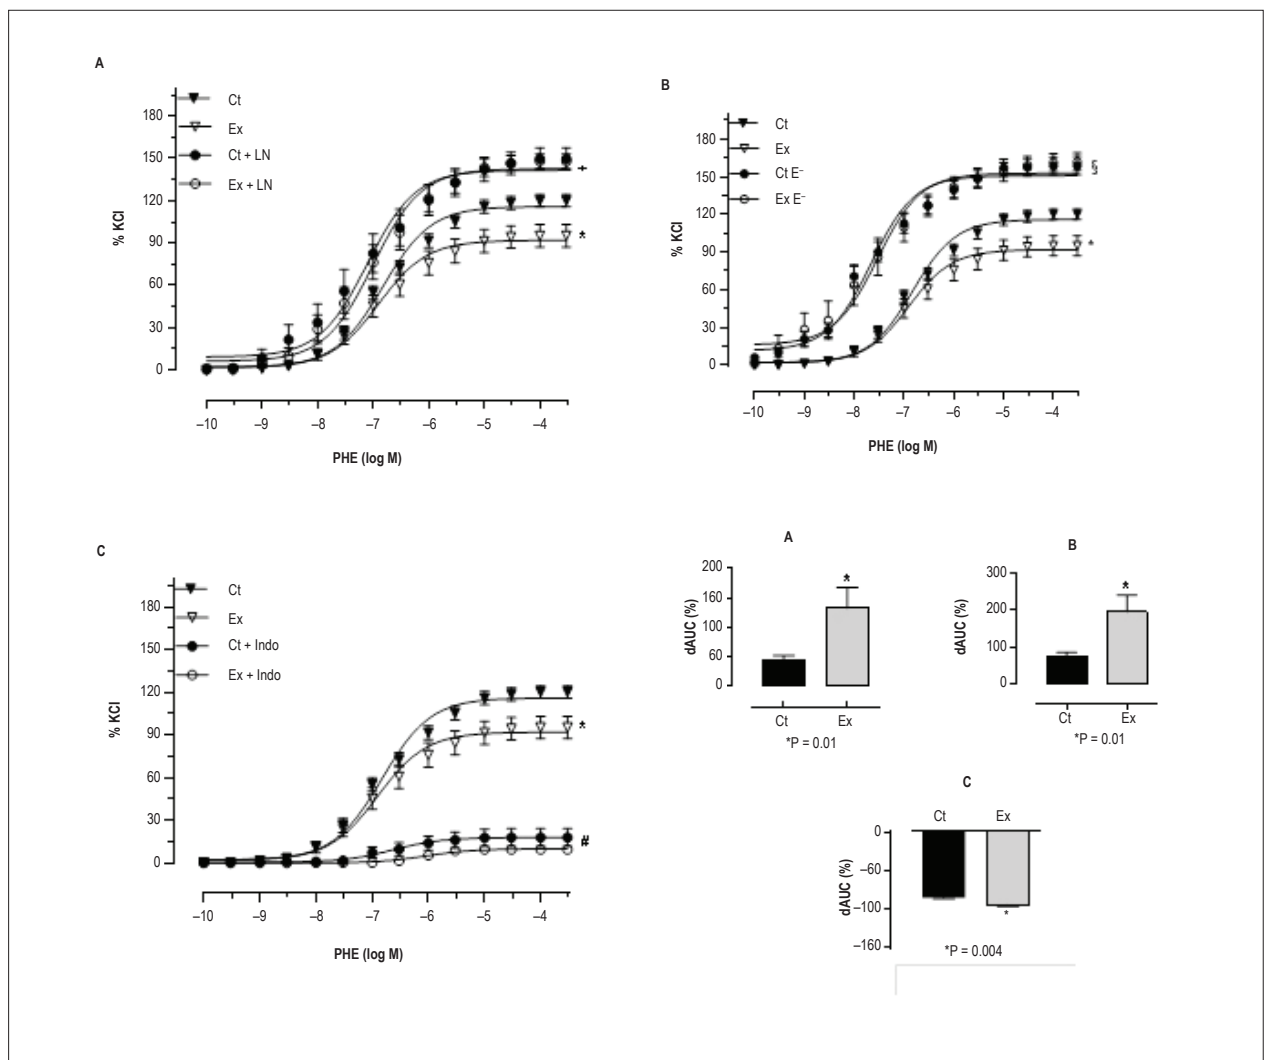 A
180
150
120
90
60
30
0
% KCl
Ct
Ex
Ct + LN
Ex + LN
+
*
–10 –9 –8 –7 –6 –5 –4
PHE (log M)
B
180
150
120
90
60
30
0
% KCl
Ct
Ex
Ct E–
Ex E–
§
*
–10 –9 –8 –7 –6 –5 –4
PHE (log M)
C
180
150
120
90
60
30
0
% KCl
Ct
Ex
Ct + Indo
Ex + Indo
*
#
–10 –9 –8 –7 –6 –5 –4
PHE (log M)
A
200
160
100
60
0
dAUC (%)
*
Ct Ex
*P = 0.01
B
300
200
100
0
dAUC (%)
*
Ct Ex
*P = 0.01
C
Ct Ex
0
–60
–100
–160
dAUC (%)
*
*P = 0.004